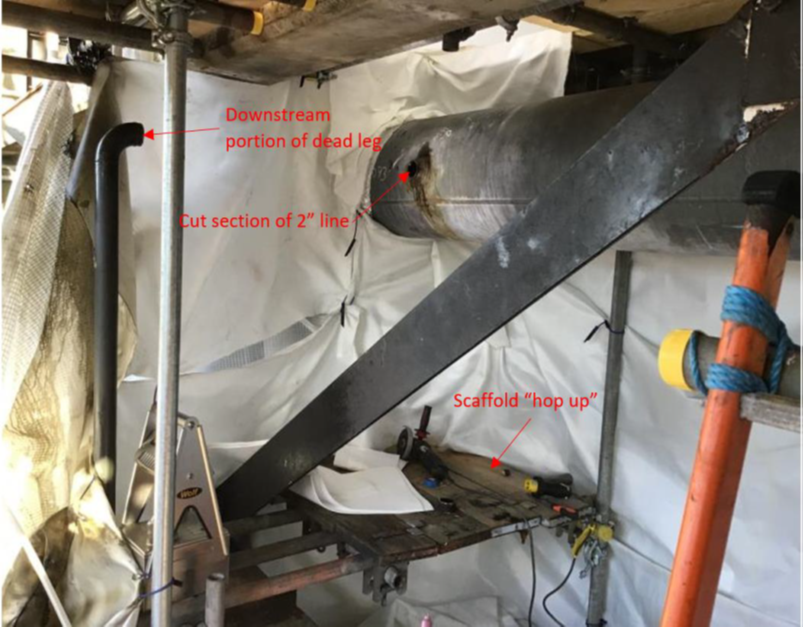 Downstream
portion of dead leg
Cut section of 2” line
Scaffold “hop up”